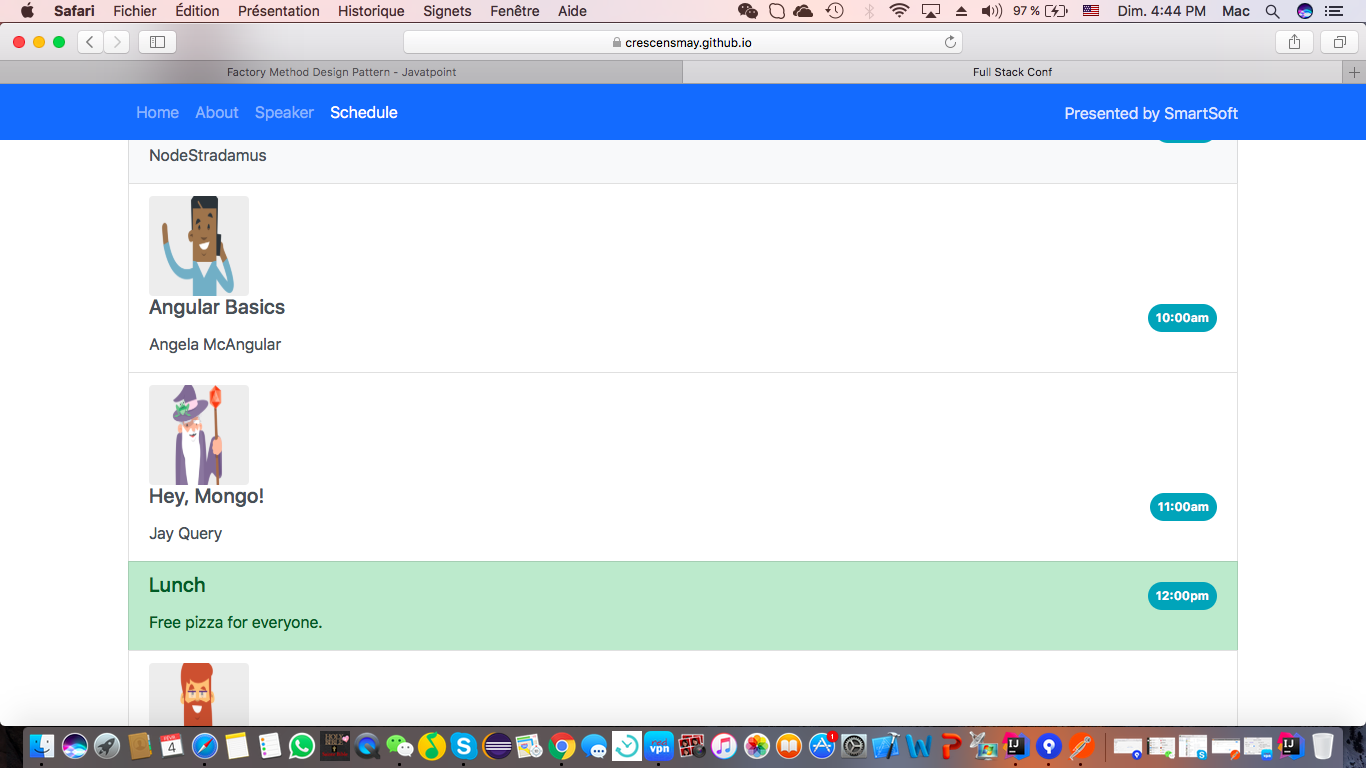 Safari Fichier Édition Présentation Historique Signets Fenêtre Aide 97 % Dim. 4:44 PM Mac
crescensmay.github.io
Factory Method Design Pattern - Javatpoint Full Stack Conf
Home About Speaker Schedule Presented by SmartSoft
NodeStradamus
Angular Basics
10:00am
Angela McAngular
Hey, Mongo!
11:00am
Jay Query
Lunch
12:00pm
Free pizza for everyone.
4
vpn
1